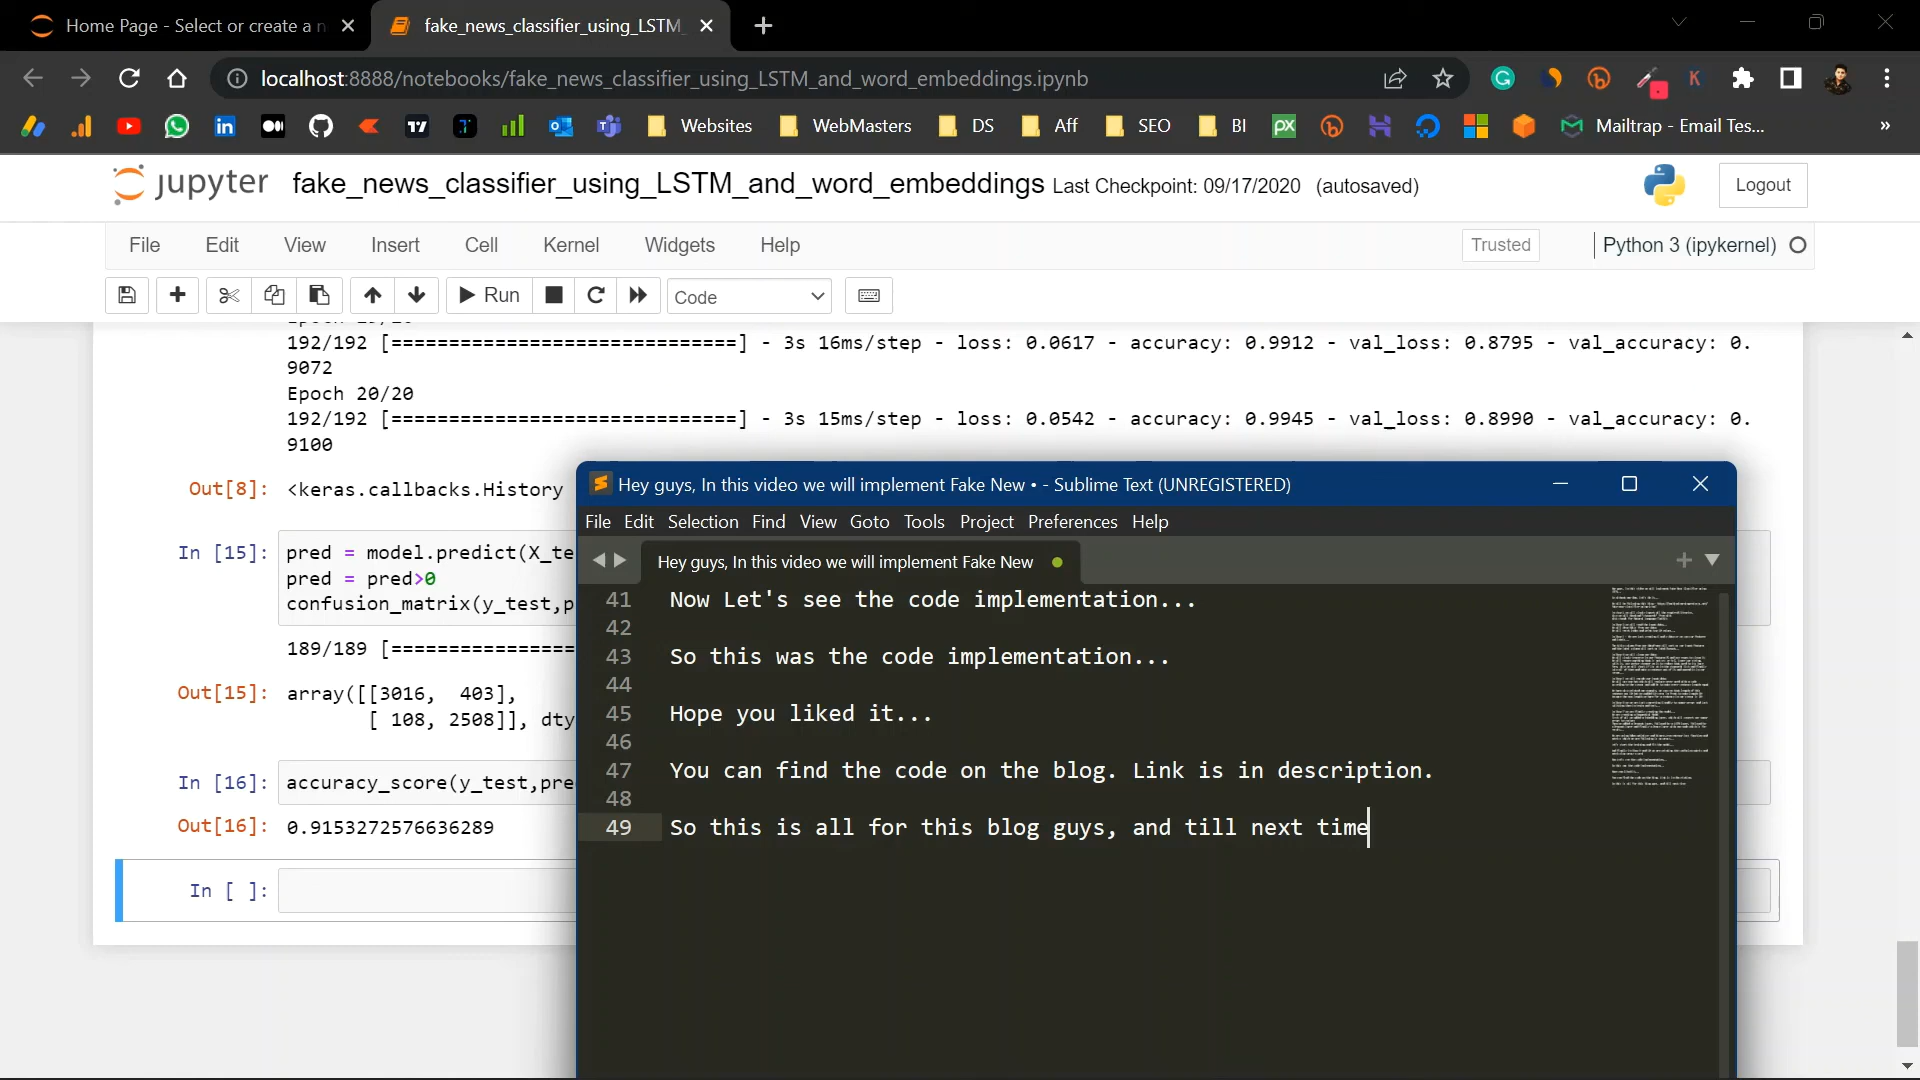 Home Page - Select or create a n
fake_news_classifier_using_LSTM_
localhost:8888/notebooks/fake_news_classifier_using_LSTM_and_word_embeddings.ipynb
Websites
WebMasters
DS
Aff
SEO
BI
Mailtrap - Email Tes...
jupyter fake_news_classifier_using_LSTM_and_word_embeddings Last Checkpoint: 09/17/2020 (autosaved)
Logout
File Edit View Insert Cell Kernel Widgets Help
Trusted
Python 3 (ipykernel)
Run
Code
192/192 [==============================] - 3s 16ms/step - loss: 0.0617 - accuracy: 0.9912 - val_loss: 0.8795 - val_accuracy: 0.
9072
Epoch 20/20
192/192 [==============================] - 3s 15ms/step - loss: 0.0542 - accuracy: 0.9945 - val_loss: 0.8990 - val_accuracy: 0.
9100
Out[8]: <keras.callbacks.History
In [15]: pred = model.predict(X_te
pred = pred>0
confusion_matrix(y_test,p
189/189 [================
Out[15]: array([[3016, 403],
[ 108, 2508]], dty
In [16]: accuracy_score(y_test,pre
Out[16]: 0.9153272576636289
In [ ]:
Hey guys, In this video we will implement Fake New • - Sublime Text (UNREGISTERED)
File Edit Selection Find View Goto Tools Project Preferences Help
Hey guys, In this video we will implement Fake New
41 Now Let's see the code implementation...
42
43 So this was the code implementation...
44
45 Hope you liked it...
46
47 You can find the code on the blog. Link is in description.
48
49 So this is all for this blog guys, and till next time